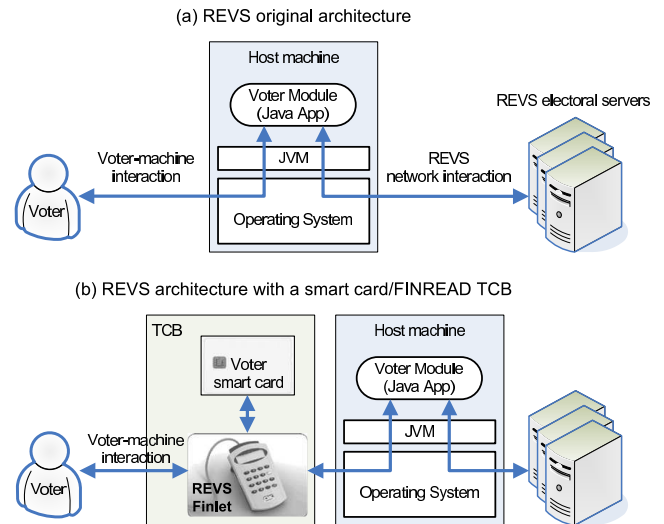 (a) REVS original architecture
Host machine
Voter Module
(Java App)
REVS electoral servers
Voter-machine
interaction
JVM
REVS
network interaction
Voter
Operating System
(b) REVS architecture with a smart card/FINREAD TCB
TCB
Host machine
Voter
smart card
Voter Module
(Java App)
Voter-machine
interaction
JVM
Voter
REVS
Finlet
Operating System